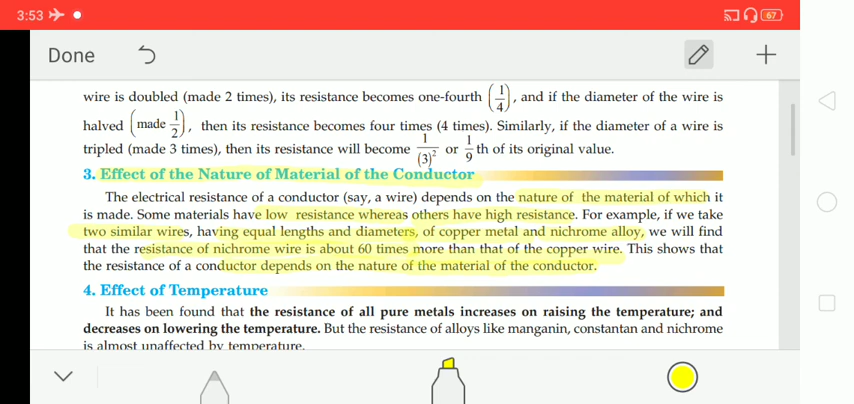 3:53
67
Done
wire is doubled (made 2 times), its resistance becomes one-fourth (1/4), and if the diameter of the wire is
halved (made 1/2), then its resistance becomes four times (4 times). Similarly, if the diameter of a wire is
tripled (made 3 times), then its resistance will become 1/(3)² or 1/9 th of its original value.
3. Effect of the Nature of Material of the Conductor
The electrical resistance of a conductor (say, a wire) depends on the nature of the material of which it
is made. Some materials have low resistance whereas others have high resistance. For example, if we take
two similar wires, having equal lengths and diameters, of copper metal and nichrome alloy, we will find
that the resistance of nichrome wire is about 60 times more than that of the copper wire. This shows that
the resistance of a conductor depends on the nature of the material of the conductor.
4. Effect of Temperature
It has been found that the resistance of all pure metals increases on raising the temperature; and
decreases on lowering the temperature. But the resistance of alloys like manganin, constantan and nichrome
is almost unaffected by temperature.